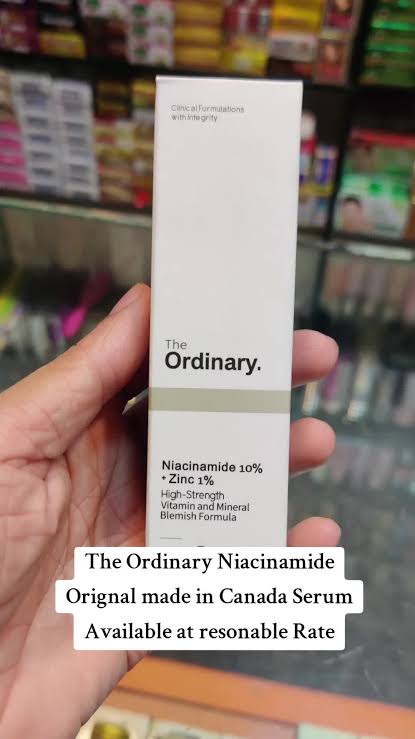 Clinical Formulations
with Integrity
The
Ordinary.
Niacinamide 10%
+ Zinc 1%
High-Strength
Vitamin and Mineral
Blemish Formula
The Ordinary Niacinamide
Orignal made in Canada Serum
Available at resonable Rate